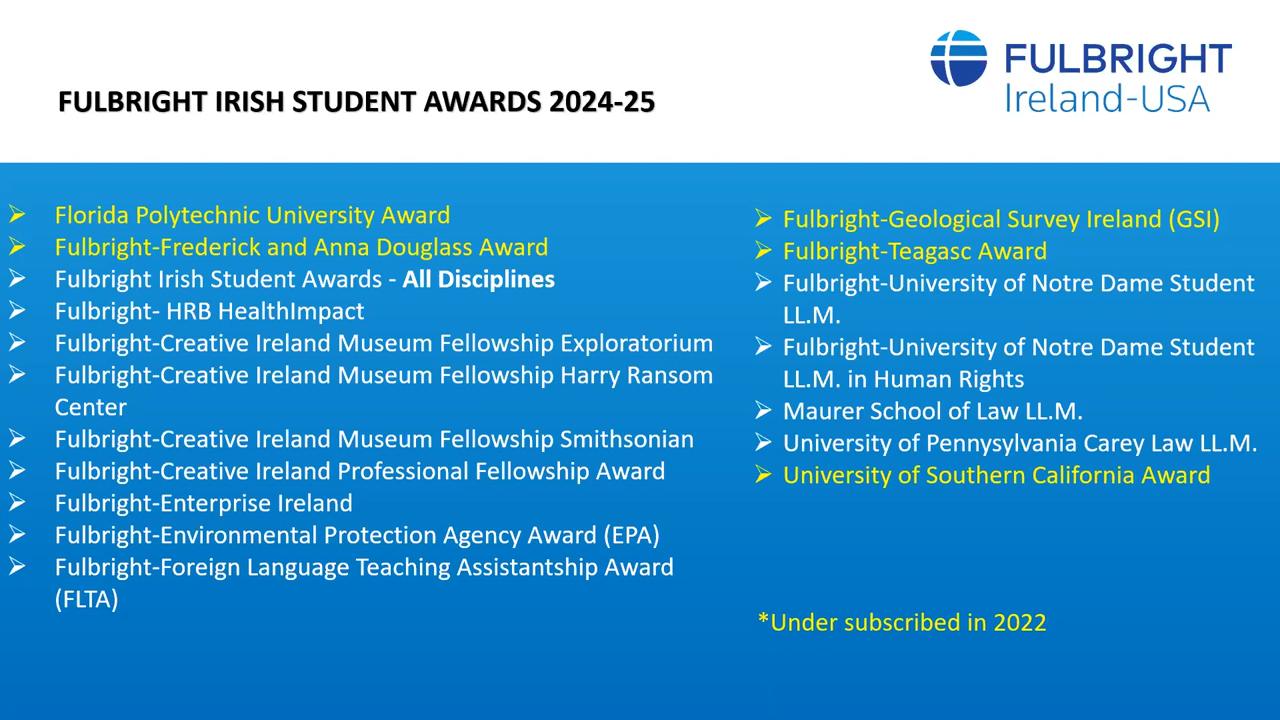 FULBRIGHT
Ireland-USA
FULBRIGHT IRISH STUDENT AWARDS 2024-25
Florida Polytechnic University Award
Fulbright-Frederick and Anna Douglass Award
Fulbright Irish Student Awards - All Disciplines
Fulbright- HRB HealthImpact
Fulbright-Creative Ireland Museum Fellowship Exploratorium
Fulbright-Creative Ireland Museum Fellowship Harry Ransom
Center
Fulbright-Creative Ireland Museum Fellowship Smithsonian
Fulbright-Creative Ireland Professional Fellowship Award
Fulbright-Enterprise Ireland
Fulbright-Environmental Protection Agency Award (EPA)
Fulbright-Foreign Language Teaching Assistantship Award
(FLTA)
Fulbright-Geological Survey Ireland (GSI)
Fulbright-Teagasc Award
Fulbright-University of Notre Dame Student
LL.M.
Fulbright-University of Notre Dame Student
LL.M. in Human Rights
Maurer School of Law LL.M.
University of Pennysylvania Carey Law LL.M.
University of Southern California Award
*Under subscribed in 2022